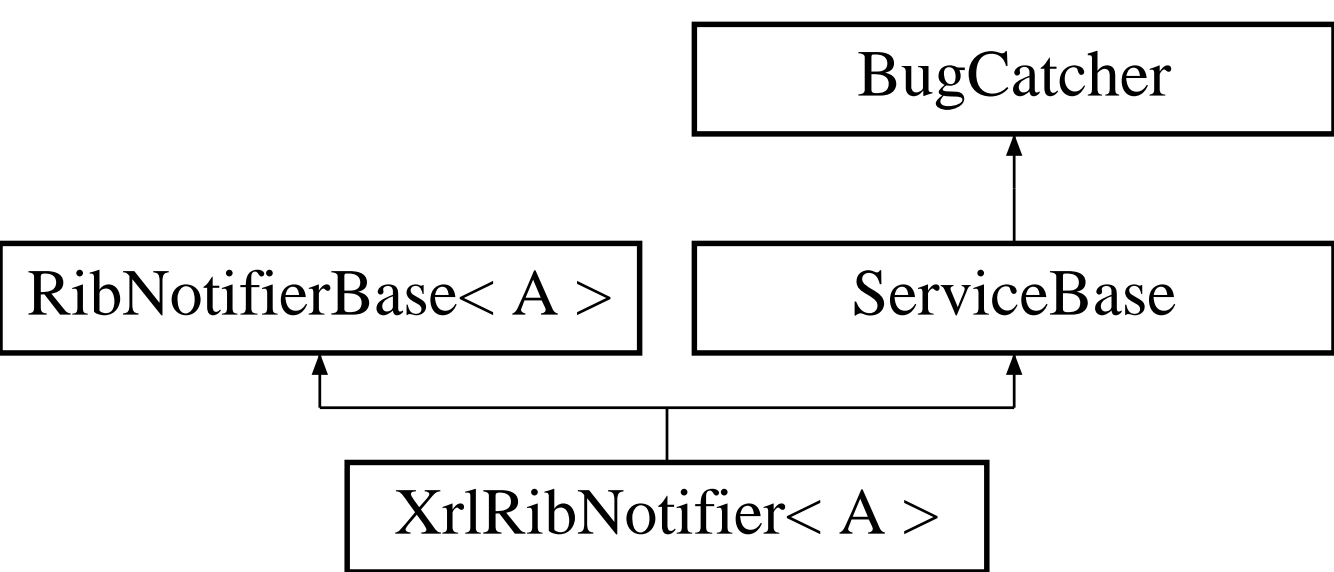 BugCatcher
RibNotifierBase< A >
ServiceBase
XrlRibNotifier< A >